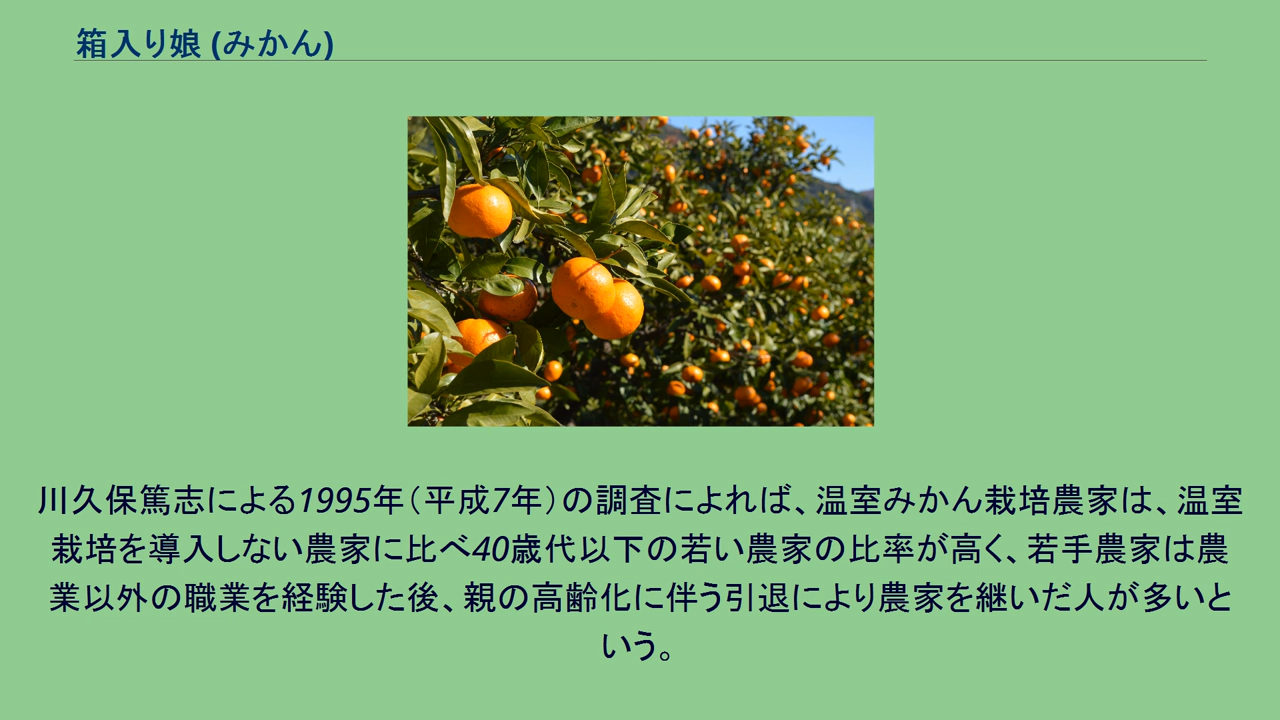 箱入り娘 (みかん)
川久保篤志による1995年（平成7年）の調査によれば、温室みかん栽培農家は、温室
栽培を導入しない農家に比べ40歳代以下の若い農家の比率が高く、若手農家は農
業以外の職業を経験した後、親の高齢化に伴う引退により農家を継いだ人が多いと
いう。